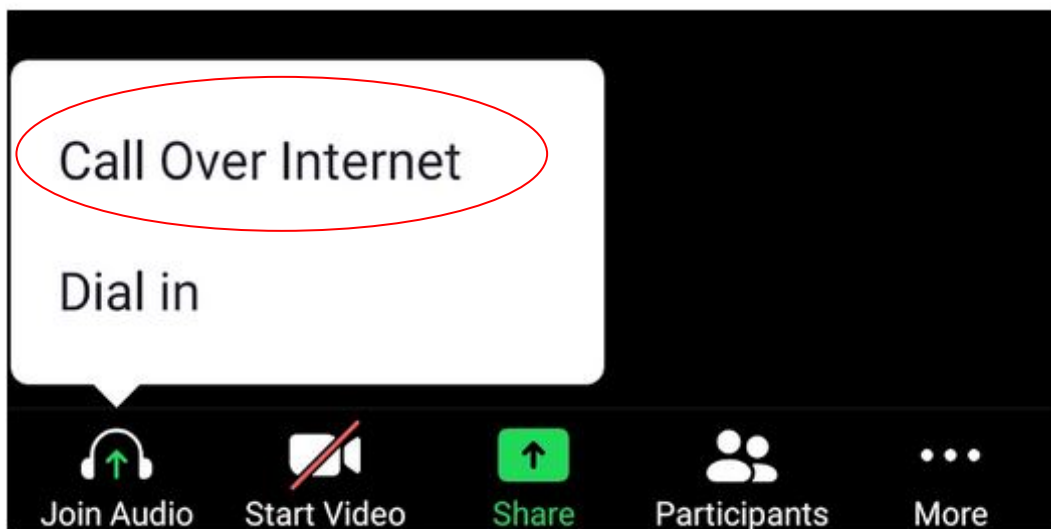 Call Over Internet
Dial in
Join Audio Start Video Share Participants More